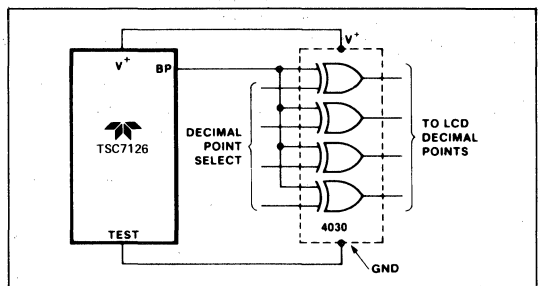 V+
BP
TSC7126
TEST
DECIMAL
POINT
SELECT
V+
4030
GND
TO LCD
DECIMAL
POINTS